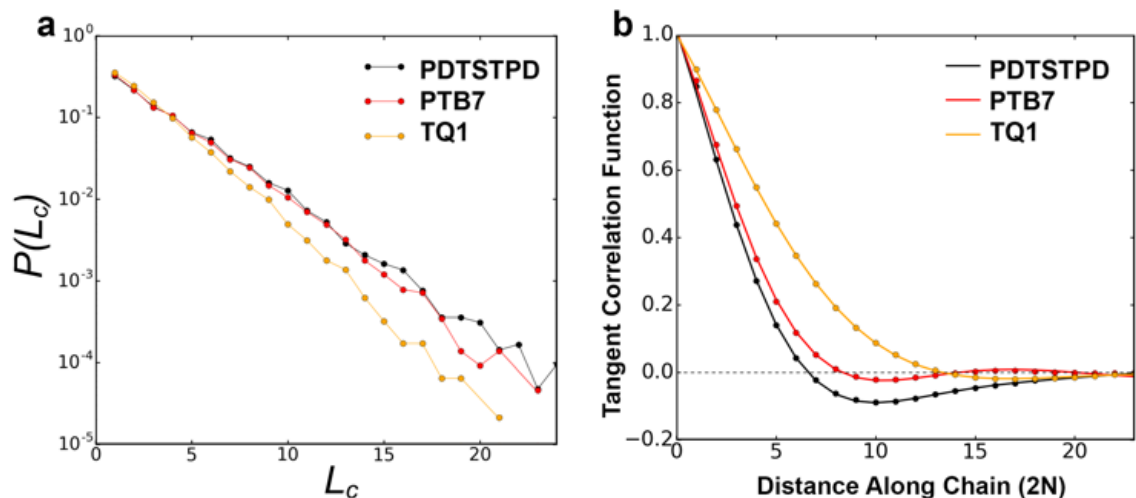 a
10⁰
10⁻¹
10⁻²
10⁻³
10⁻⁴
10⁻⁵
P(L_c)
PDTSTPD
PTB7
TQ1
0 5 10 15 20
L_c
b
1.0
0.8
0.6
0.4
0.2
0.0
−0.2
Tangent Correlation Function
PDTSTPD
PTB7
TQ1
0 5 10 15 20
Distance Along Chain (2N)